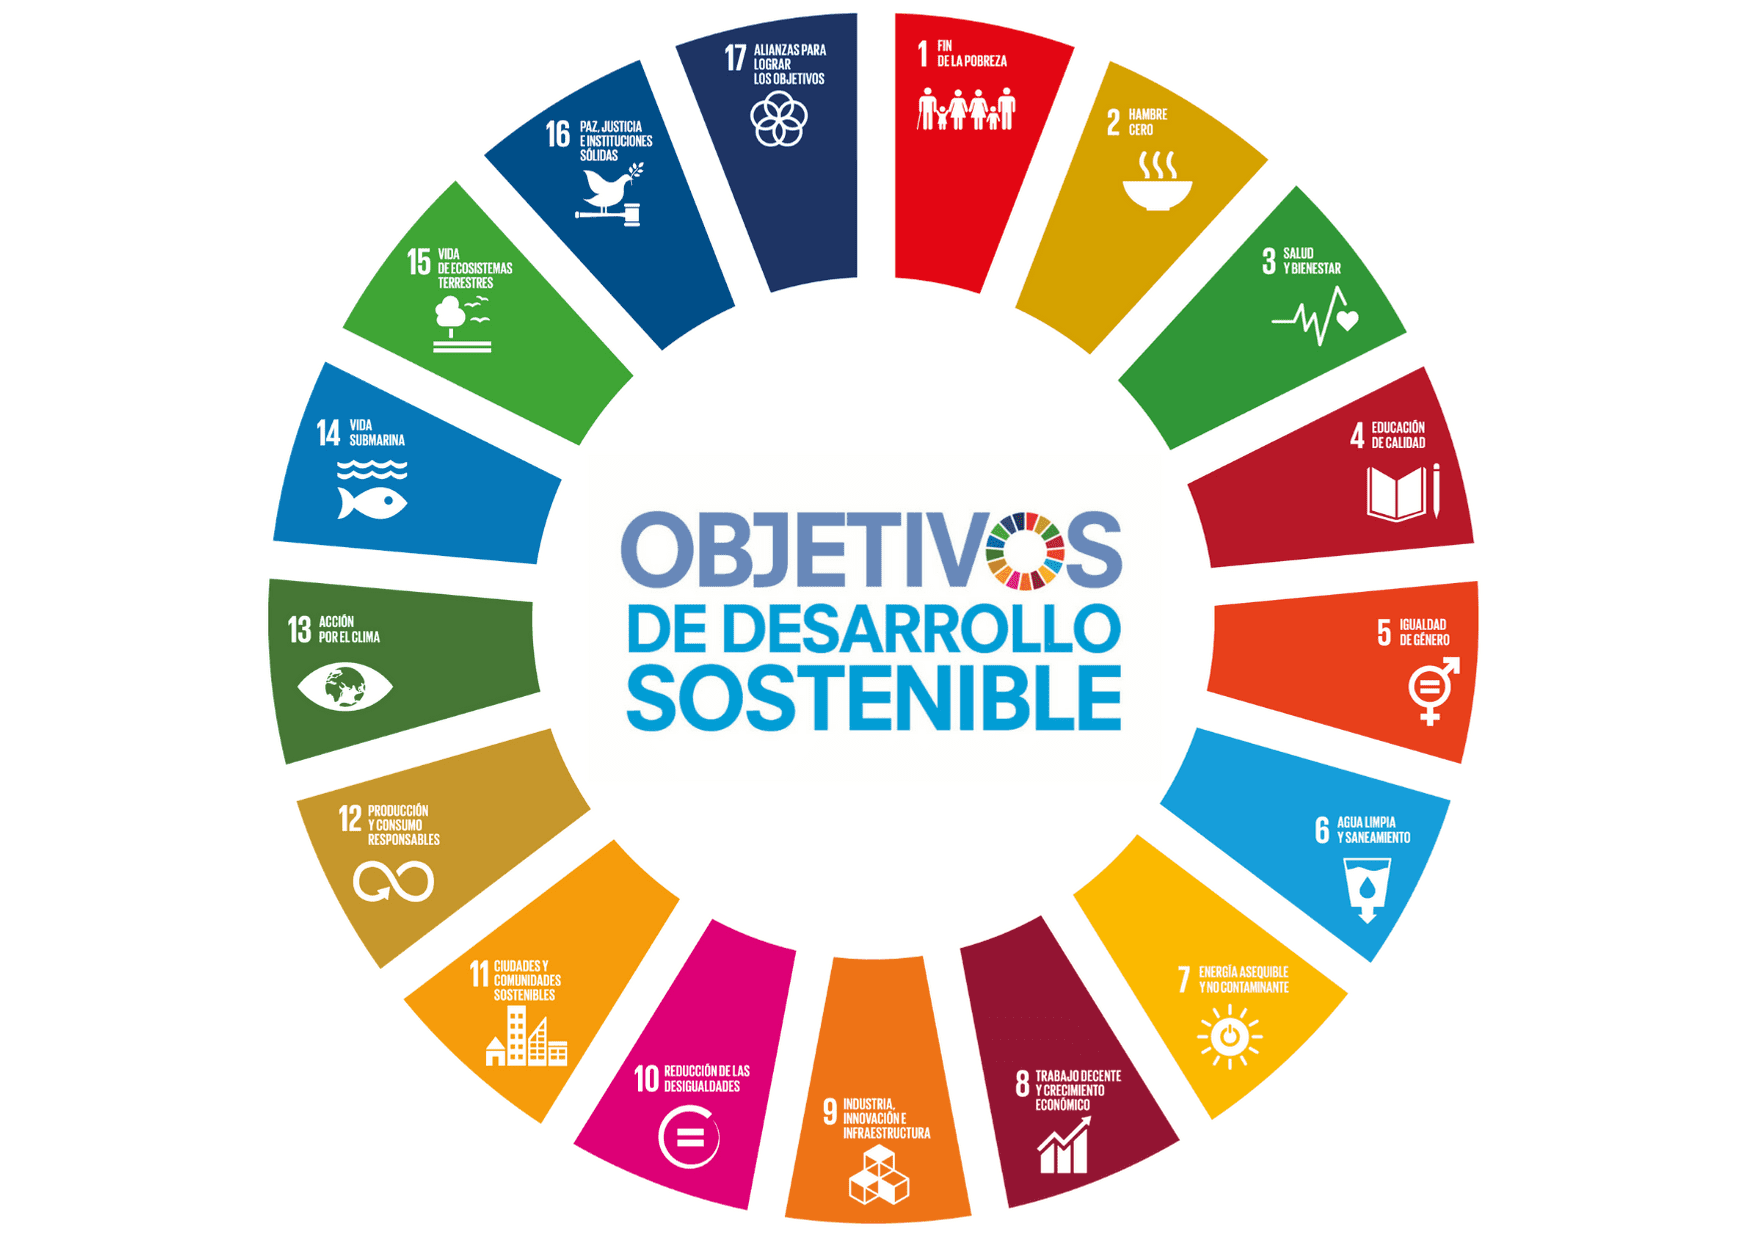 1 FIN
DE LA POBREZA
2 HAMBRE
CERO
3 SALUD
Y BIENESTAR
4 EDUCACIÓN
DE CALIDAD
5 IGUALDAD
DE GÉNERO
6 AGUA LIMPIA
Y SANEAMIENTO
7 ENERGÍA ASEQUIBLE
Y NO CONTAMINANTE
8 TRABAJO DECENTE
Y CRECIMIENTO
ECONÓMICO
9 INDUSTRIA,
INNOVACIÓN E
INFRAESTRUCTURA
10 REDUCCIÓN DE LAS
DESIGUALDADES
11 CIUDADES Y
COMUNIDADES
SOSTENIBLES
12 PRODUCCIÓN
Y CONSUMO
RESPONSABLES
13 ACCIÓN
POR EL CLIMA
14 VIDA
SUBMARINA
15 VIDA
DE ECOSISTEMAS
TERRESTRES
16 PAZ, JUSTICIA
E INSTITUCIONES
SÓLIDAS
17 ALIANZAS PARA
LOGRAR
LOS OBJETIVOS
OBJETIVOS
DE DESARROLLO
SOSTENIBLE